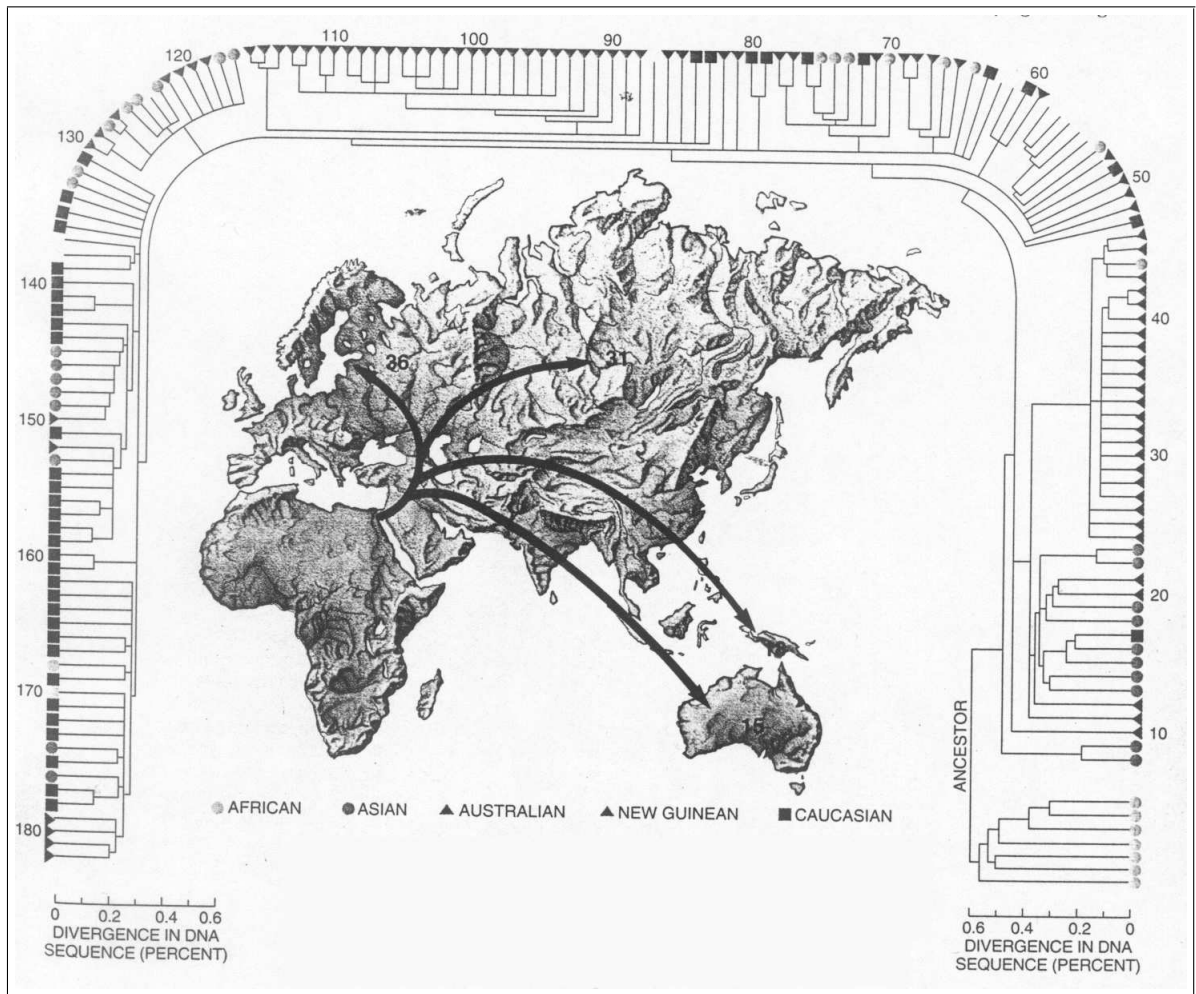 110
100
90
80
70
60
50
120
130
140
150
160
170
180
40
30
20
10
36
31
18
15
ANCESTOR
AFRICAN
ASIAN
AUSTRALIAN
NEW GUINEAN
CAUCASIAN
0 0.2 0.4 0.6
DIVERGENCE IN DNA
SEQUENCE (PERCENT)
0.6 0.4 0.2 0
DIVERGENCE IN DNA
SEQUENCE (PERCENT)